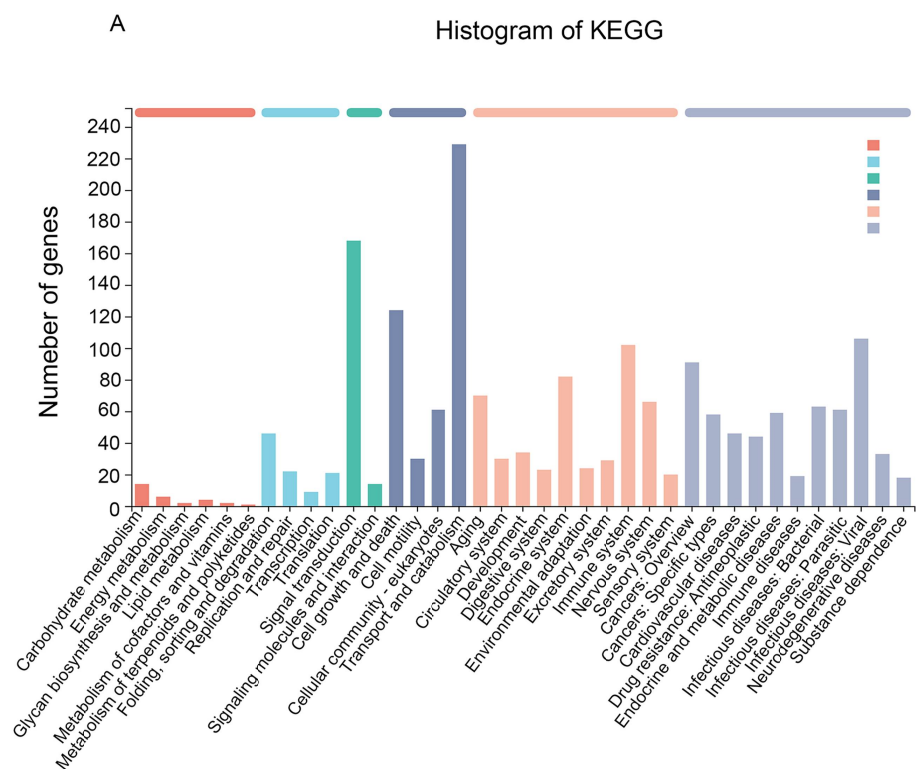 A
Histogram of KEGG
Numeber of genes
240
220
200
180
160
140
120
100
80
60
40
20
0
Carbohydrate metabolism
Energy metabolism
Glycan biosynthesis and metabolism
Lipid metabolism
Metabolism of cofactors and vitamins
Metabolism of terpenoids and polyketides
Folding, sorting and degradation
Replication and repair
Transcription
Translation
Signal transduction
Signaling molecules and interaction
Cell growth and death
Cell motility
Cellular community - eukaryotes
Transport and catabolism
Aging
Circulatory system
Development
Digestive system
Endocrine system
Environmental adaptation
Excretory system
Immune system
Nervous system
Sensory system
Cancers: Overview
Cancers: Specific types
Cardiovascular diseases
Drug resistance: Antineoplastic
Endocrine and metabolic diseases
Immune diseases
Infectious diseases: Bacterial
Infectious diseases: Parasitic
Infectious diseases: Viral
Neurodegenerative diseases
Substance dependence